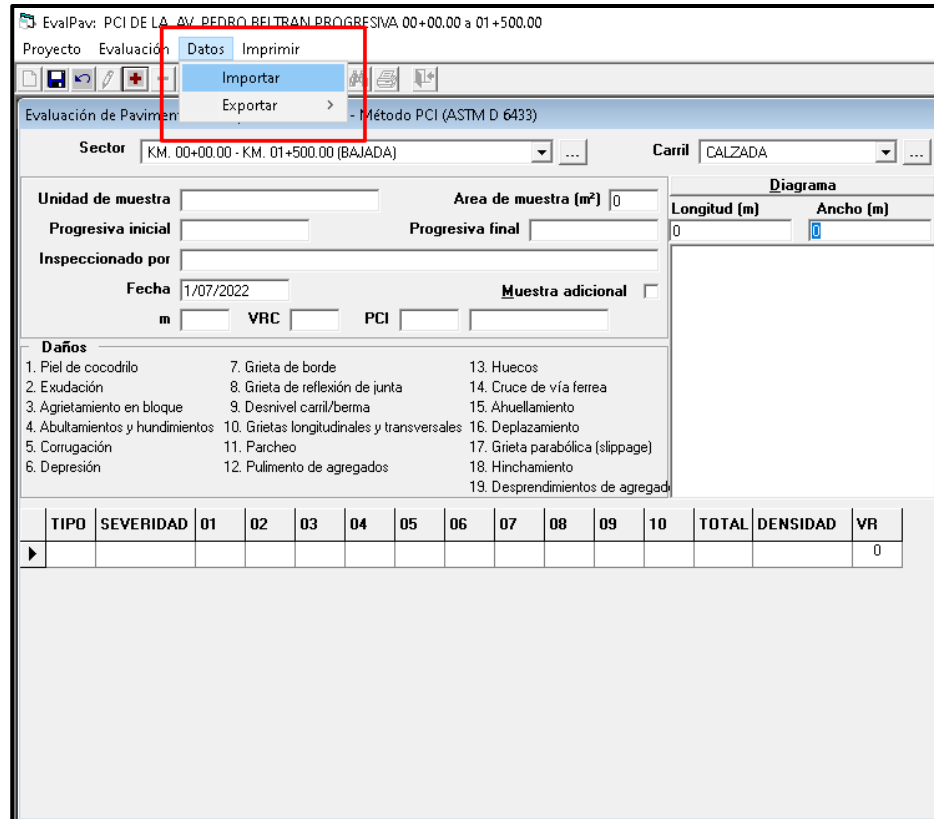 EvalPav: PCI DE LA AV. PEDRO BELTRAN PROGRESIVA 00+00.00 a 01+500.00
Proyecto Evaluación Datos Imprimir
Importar
Exportar >
Evaluación de Pavimen - Método PCI (ASTM D 6433)
Sector KM. 00+00.00 - KM. 01+500.00 (BAJADA) ... Carril CALZADA ...
Unidad de muestra Area de muestra (m²) 0
Progresiva inicial Progresiva final
Inspeccionado por
Fecha 1/07/2022 Muestra adicional
m VRC PCI
Diagrama
Longitud (m) Ancho (m)
0 0
Daños
1. Piel de cocodrilo 7. Grieta de borde 13. Huecos
2. Exudación 8. Grieta de reflexión de junta 14. Cruce de vía ferrea
3. Agrietamiento en bloque 9. Desnivel carril/berma 15. Ahuellamiento
4. Abultamientos y hundimientos 10. Grietas longitudinales y transversales 16. Deplazamiento
5. Corrugación 11. Parcheo 17. Grieta parabólica (slippage)
6. Depresión 12. Pulimento de agregados 18. Hinchamiento
19. Desprendimientos de agregad
TIPO SEVERIDAD 01 02 03 04 05 06 07 08 09 10 TOTAL DENSIDAD VR
0